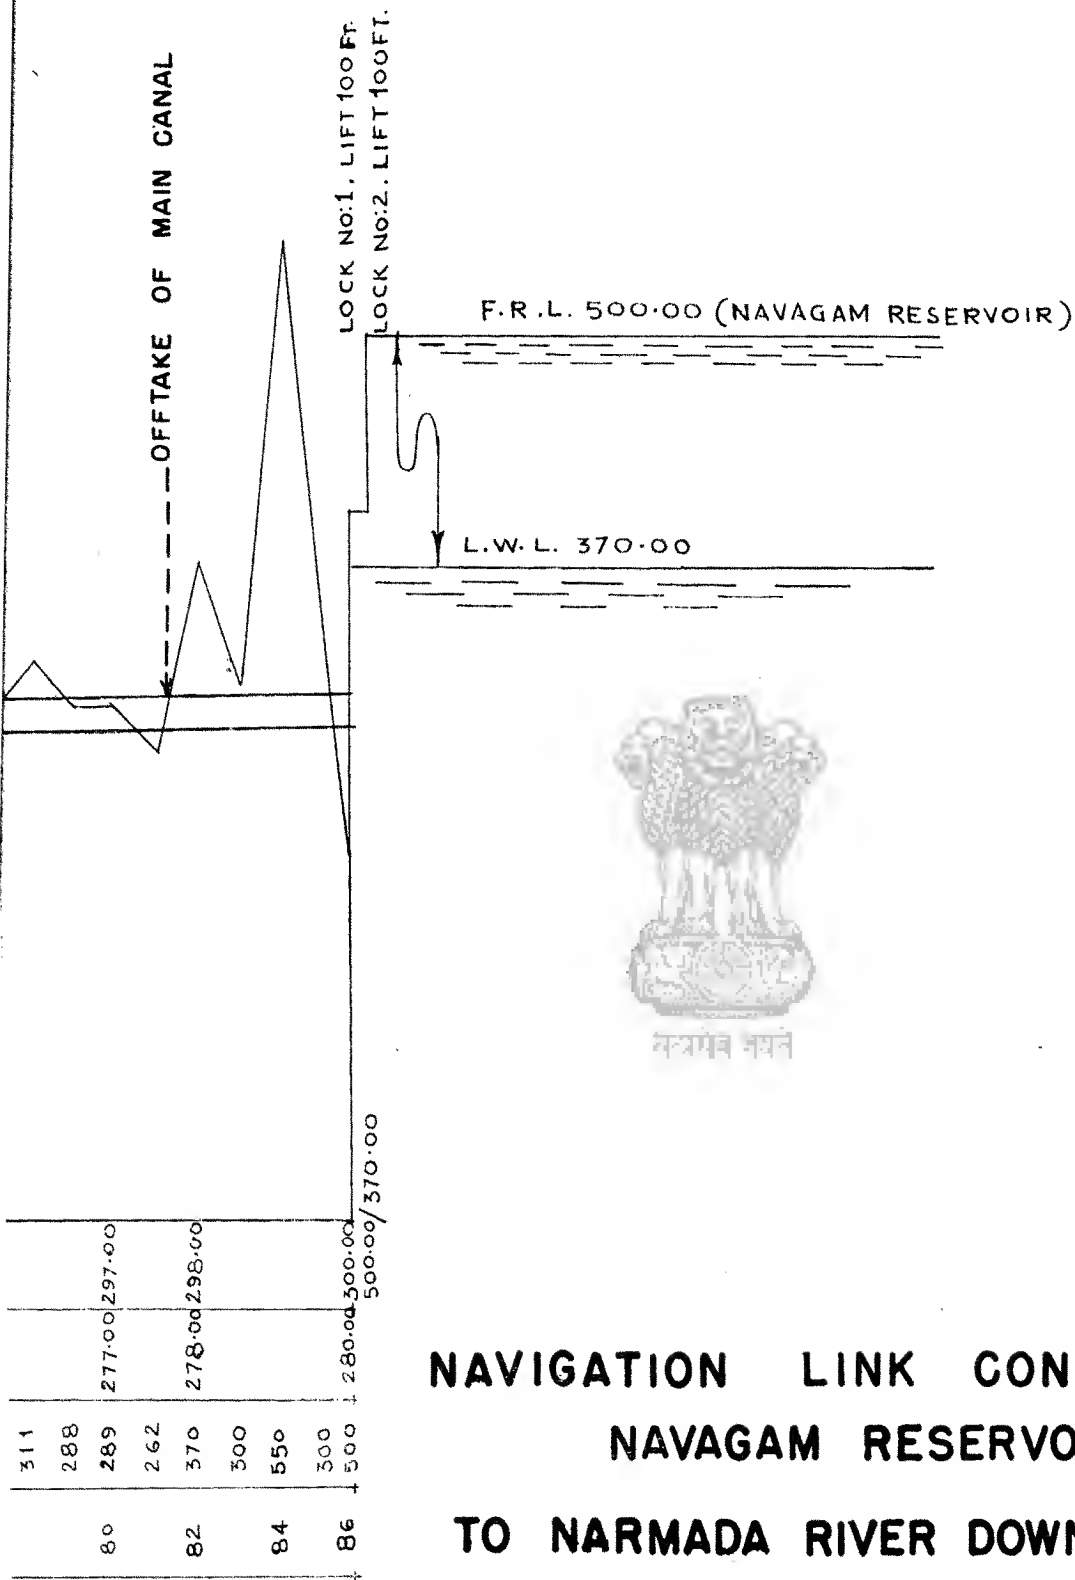 OFFTAKE OF MAIN CANAL
LOCK NO:1, LIFT 100 FT.
LOCK NO:2. LIFT 100 FT.
F.R.L. 500·00 (NAVAGAM RESERVOIR)
L.W.L. 370·00
सत्यमेव जयते
297·00
298·00
300·00
500·00/370·00
277·00
278·00
280·00
311
288
289
262
370
300
550
300
500
80
82
84
86
NAVIGATION LINK CON
NAVAGAM RESERVO
TO NARMADA RIVER DOWN